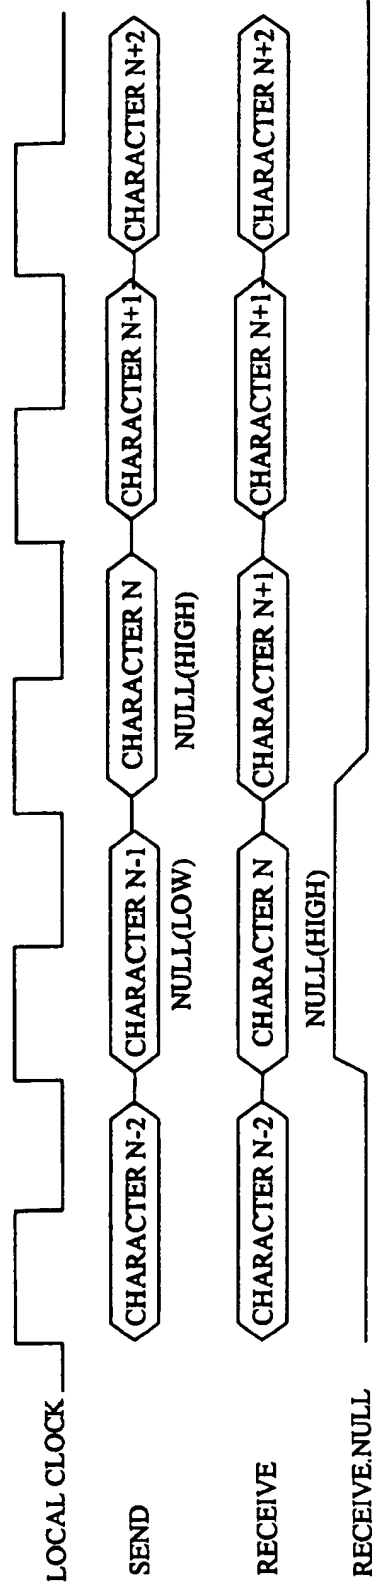 LOCAL CLOCK
SEND
CHARACTER N-2
CHARACTER N-1
CHARACTER N
CHARACTER N+1
CHARACTER N+2
NULL(LOW)
NULL(HIGH)
RECEIVE
CHARACTER N-2
CHARACTER N
CHARACTER N+1
CHARACTER N+1
CHARACTER N+2
NULL(HIGH)
RECEIVE.NULL